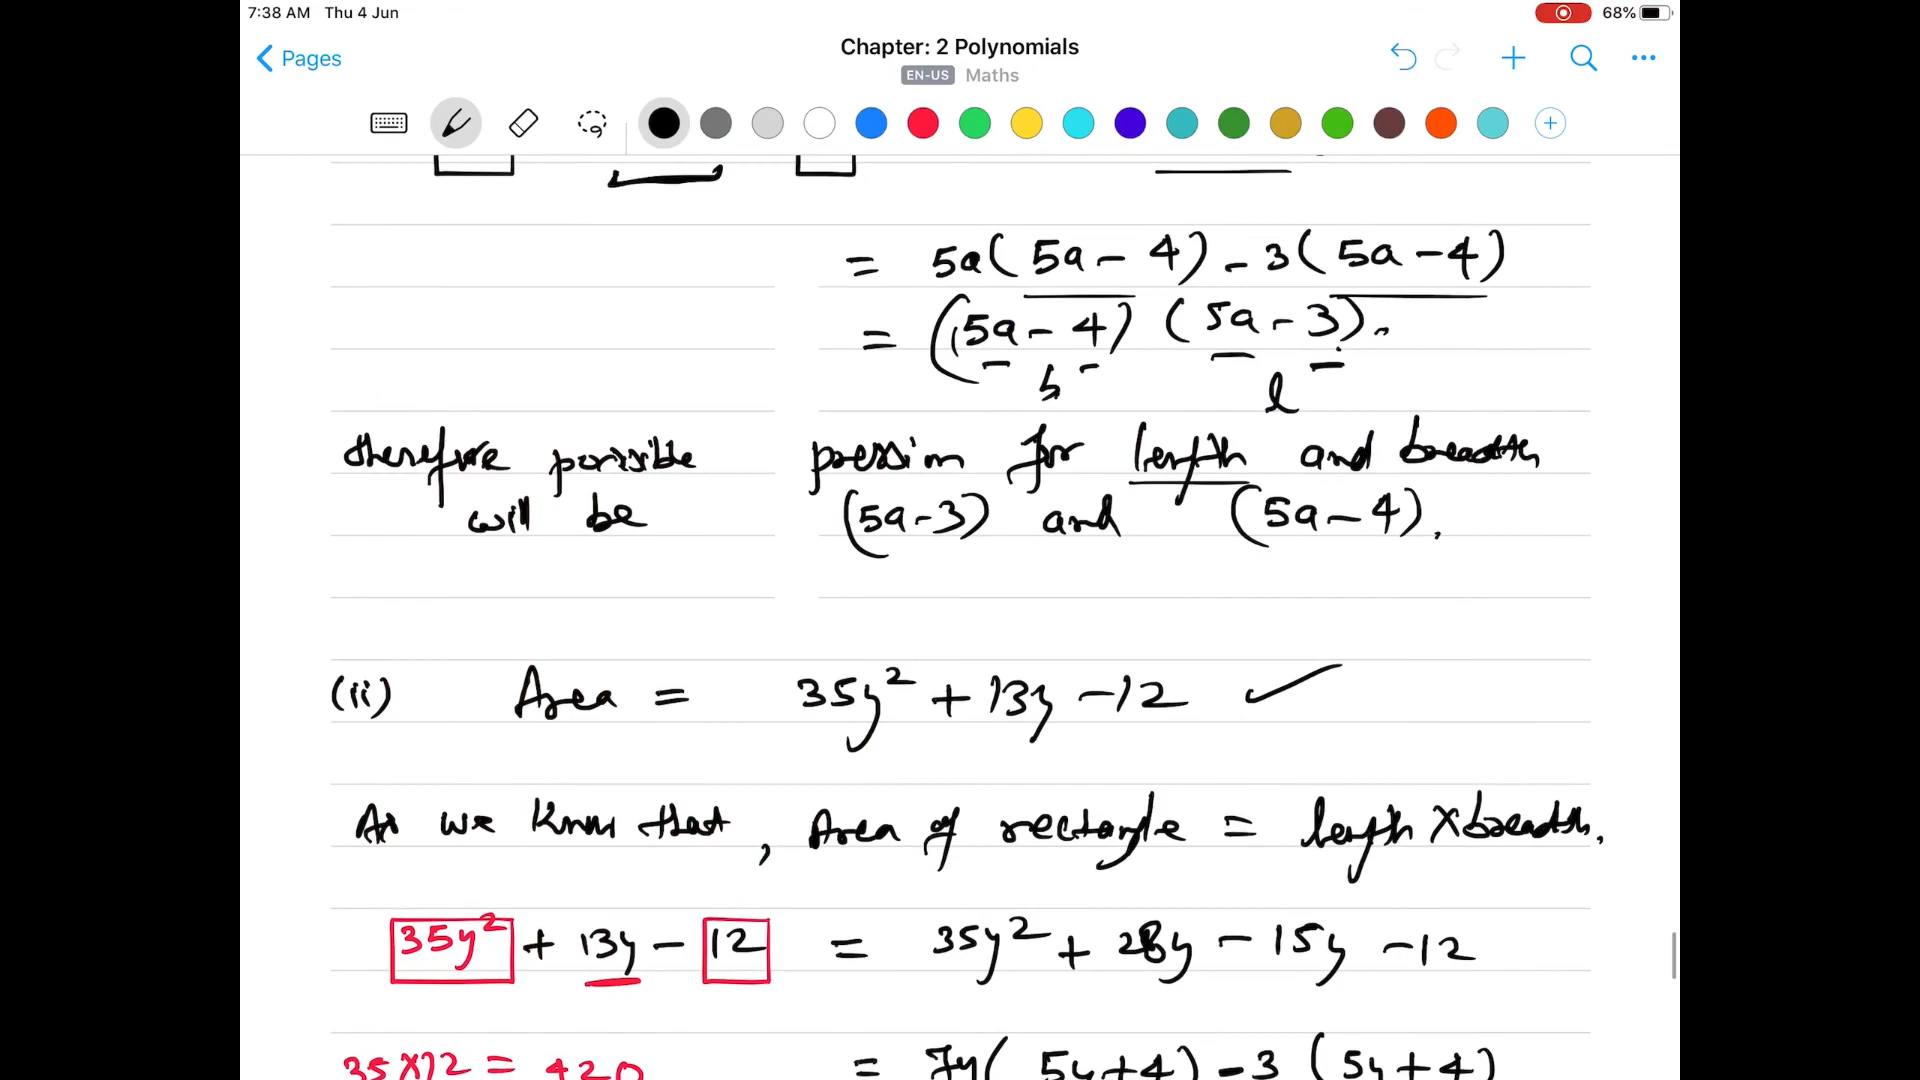 7:38 AM Thu 4 Jun 68%
Pages
Chapter: 2 Polynomials
EN-US Maths
= 5a(5a-4)-3(5a-4)
= (5a-4) (5a-3).
b l
therefore possible pression for length and breadth
will be (5a-3) and (5a-4).
(ii) Area = 35y² + 13y - 12 ✓
As we know that, Area of rectangle = length × breadth.
35y² + 13y - 12 = 35y² + 28y - 15y - 12
35×12 = 420 = 7y(5y+4)-3(5y+4)